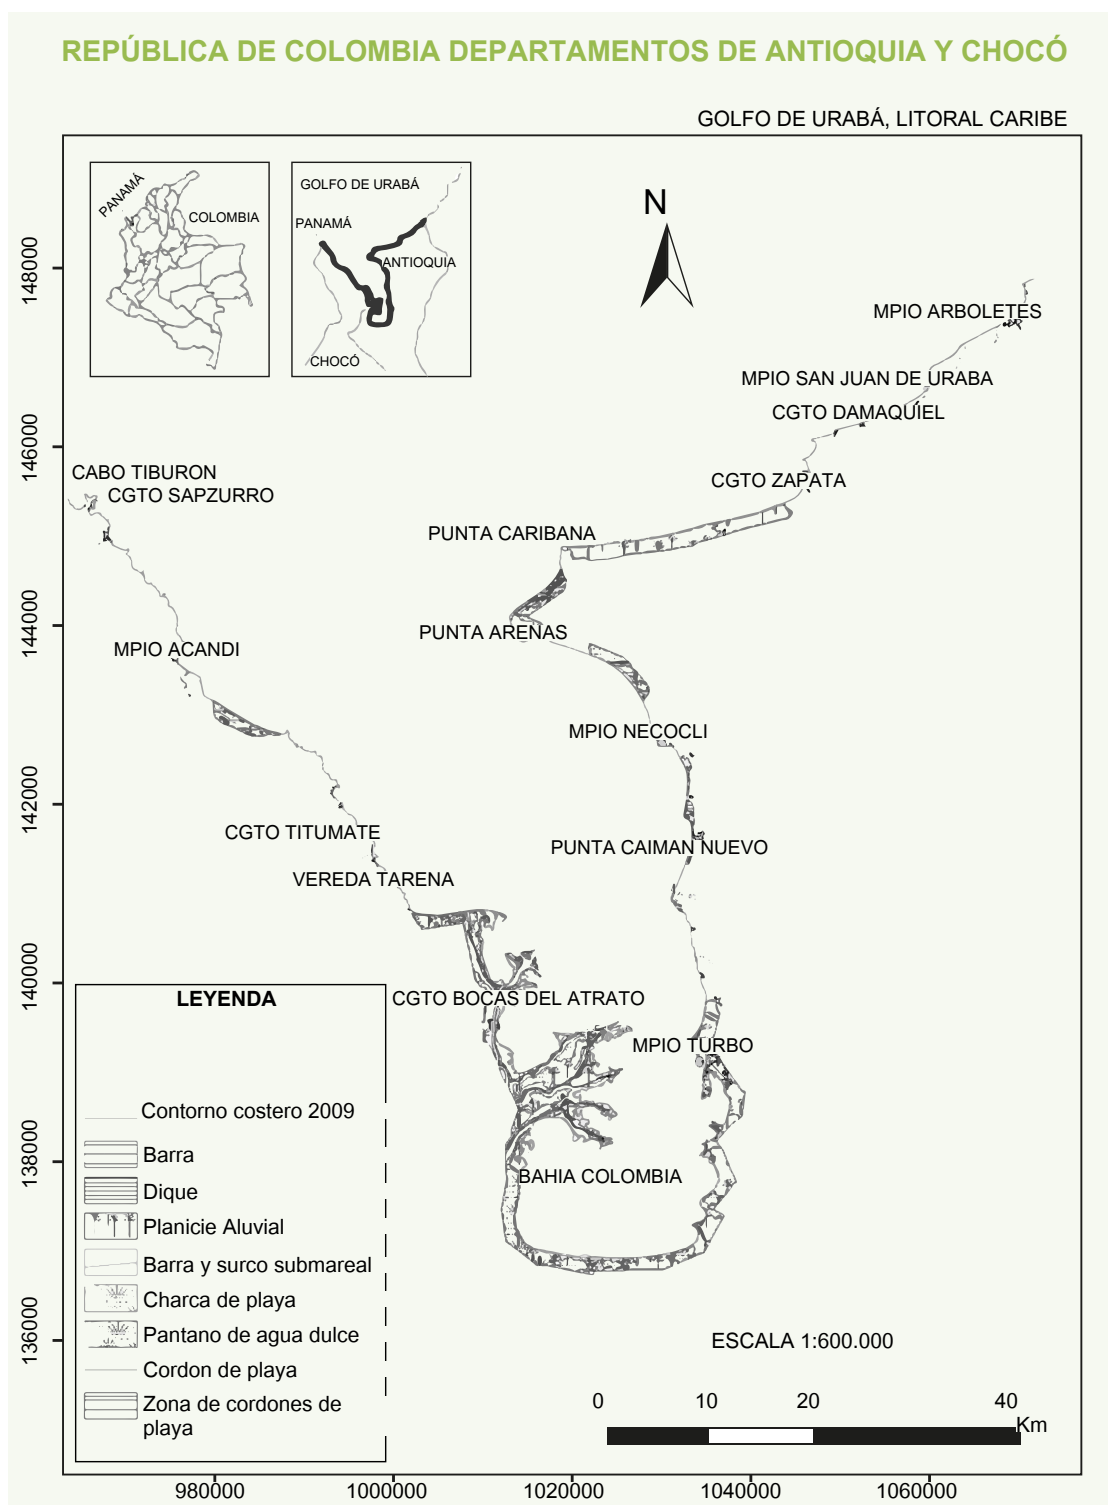 REPÚBLICA DE COLOMBIA DEPARTAMENTOS DE ANTIOQUIA Y CHOCÓ
GOLFO DE URABÁ, LITORAL CARIBE
PANAMÁ
COLOMBIA
GOLFO DE URABÁ
PANAMÁ
ANTIOQUIA
CHOCÓ
N
MPIO ARBOLETES
MPIO SAN JUAN DE URABA
CGTO DAMAQUIEL
CABO TIBURON
CGTO SAPZURRO
CGTO ZAPATA
PUNTA CARIBANA
PUNTA ARENAS
MPIO ACANDI
MPIO NECOCLI
CGTO TITUMATE
PUNTA CAIMAN NUEVO
VEREDA TARENA
CGTO BOCAS DEL ATRATO
MPIO TURBO
BAHIA COLOMBIA
148000
146000
144000
142000
140000
138000
136000
LEYENDA
Contorno costero 2009
Barra
Dique
Planicie Aluvial
Barra y surco submareal
Charca de playa
Pantano de agua dulce
Cordon de playa
Zona de cordones de
playa
ESCALA 1:600.000
0 10 20 40
Km
980000 1000000 1020000 1040000 1060000